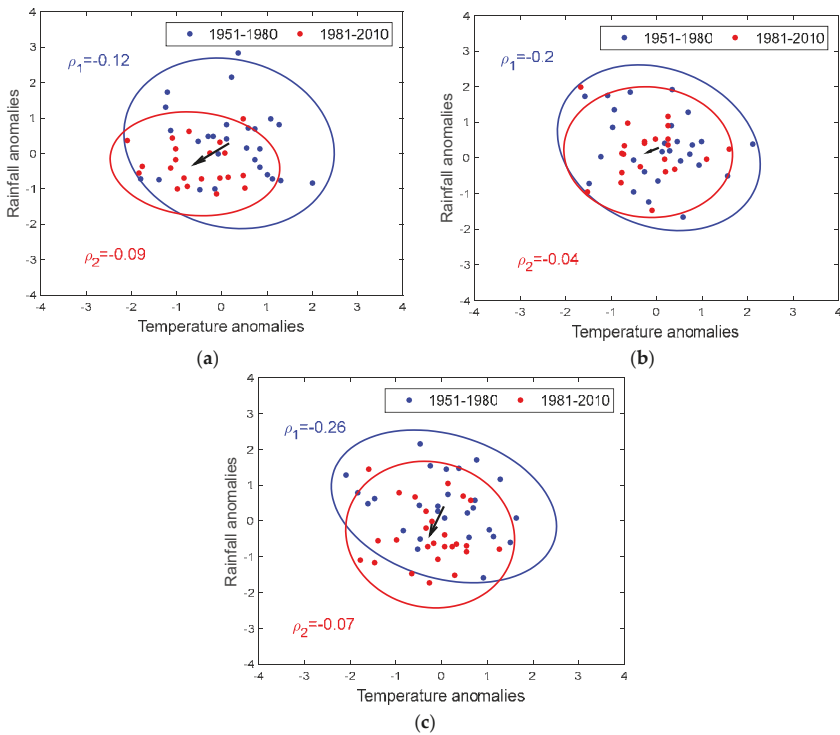 1951-1980 1981-2010
ρ1=-0.12
ρ2=-0.09
4
3
2
1
0
-1
-2
-3
-4
-4 -3 -2 -1 0 1 2 3 4
Rainfall anomalies
Temperature anomalies
(a)
1951-1980 1981-2010
ρ1=-0.2
ρ2=-0.04
4
3
2
1
0
-1
-2
-3
-4
-4 -3 -2 -1 0 1 2 3 4
Rainfall anomalies
Temperature anomalies
(b)
1951-1980 1981-2010
ρ1=-0.26
ρ2=-0.07
4
3
2
1
0
-1
-2
-3
-4
-4 -3 -2 -1 0 1 2 3 4
Rainfall anomalies
Temperature anomalies
(c)